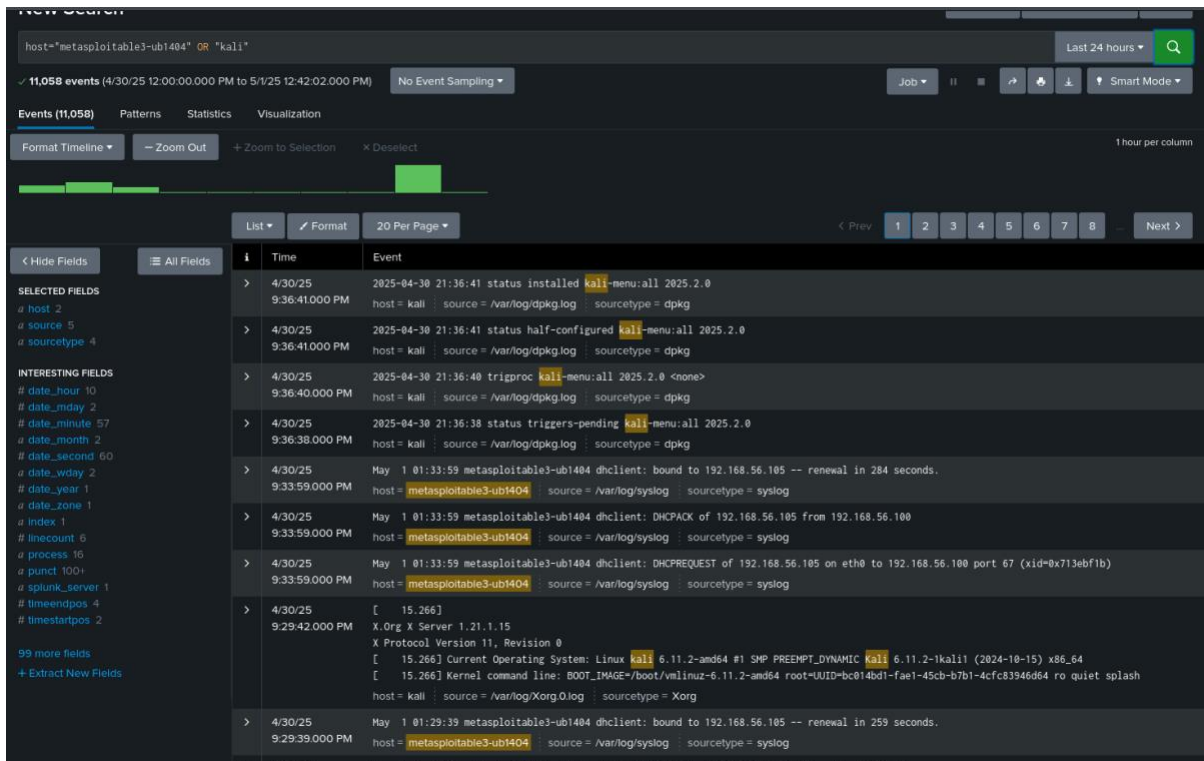 New Search
host="metasploitable3-ub1404" OR "kali"
Last 24 hours
11,058 events (4/30/25 12:00:00.000 PM to 5/1/25 12:42:02.000 PM)
No Event Sampling
Job
Smart Mode
Events (11,058)
Patterns
Statistics
Visualization
Format Timeline
— Zoom Out
+ Zoom to Selection
× Deselect
1 hour per column
List
Format
20 Per Page
< Prev
1 2 3 4 5 6 7 8 ... Next >
< Hide Fields
All Fields
i Time Event
SELECTED FIELDS
a host 2
a source 5
a sourcetype 4
INTERESTING FIELDS
# date_hour 10
# date_mday 2
# date_minute 57
a date_month 2
# date_second 60
a date_wday 2
# date_year 1
a date_zone 1
a index 1
# linecount 6
a process 16
a punct 100+
a splunk_server 1
# timeendpos 4
# timestartpos 2
99 more fields
+ Extract New Fields
> 4/30/25 2025-04-30 21:36:41 status installed kali-menu:all 2025.2.0
9:36:41.000 PM host = kali source = /var/log/dpkg.log sourcetype = dpkg
> 4/30/25 2025-04-30 21:36:41 status half-configured kali-menu:all 2025.2.0
9:36:41.000 PM host = kali source = /var/log/dpkg.log sourcetype = dpkg
> 4/30/25 2025-04-30 21:36:40 trigproc kali-menu:all 2025.2.0 <none>
9:36:40.000 PM host = kali source = /var/log/dpkg.log sourcetype = dpkg
> 4/30/25 2025-04-30 21:36:38 status triggers-pending kali-menu:all 2025.2.0
9:36:38.000 PM host = kali source = /var/log/dpkg.log sourcetype = dpkg
> 4/30/25 May 1 01:33:59 metasploitable3-ub1404 dhclient: bound to 192.168.56.105 -- renewal in 284 seconds.
9:33:59.000 PM host = metasploitable3-ub1404 source = /var/log/syslog sourcetype = syslog
> 4/30/25 May 1 01:33:59 metasploitable3-ub1404 dhclient: DHCPACK of 192.168.56.105 from 192.168.56.100
9:33:59.000 PM host = metasploitable3-ub1404 source = /var/log/syslog sourcetype = syslog
> 4/30/25 May 1 01:33:59 metasploitable3-ub1404 dhclient: DHCPREQUEST of 192.168.56.105 on eth0 to 192.168.56.100 port 67 (xid=0x713ebf1b)
9:33:59.000 PM host = metasploitable3-ub1404 source = /var/log/syslog sourcetype = syslog
> 4/30/25 [ 15.266]
9:29:42.000 PM X.Org X Server 1.21.1.15
X Protocol Version 11, Revision 0
[ 15.266] Current Operating System: Linux kali 6.11.2-amd64 #1 SMP PREEMPT_DYNAMIC Kali 6.11.2-1kali1 (2024-10-15) x86_64
[ 15.266] Kernel command line: BOOT_IMAGE=/boot/vmlinuz-6.11.2-amd64 root=UUID=bc014bd1-fae1-45cb-b7b1-4cfc83946d64 ro quiet splash
host = kali source = /var/log/Xorg.0.log sourcetype = Xorg
> 4/30/25 May 1 01:29:39 metasploitable3-ub1404 dhclient: bound to 192.168.56.105 -- renewal in 259 seconds.
9:29:39.000 PM host = metasploitable3-ub1404 source = /var/log/syslog sourcetype = syslog